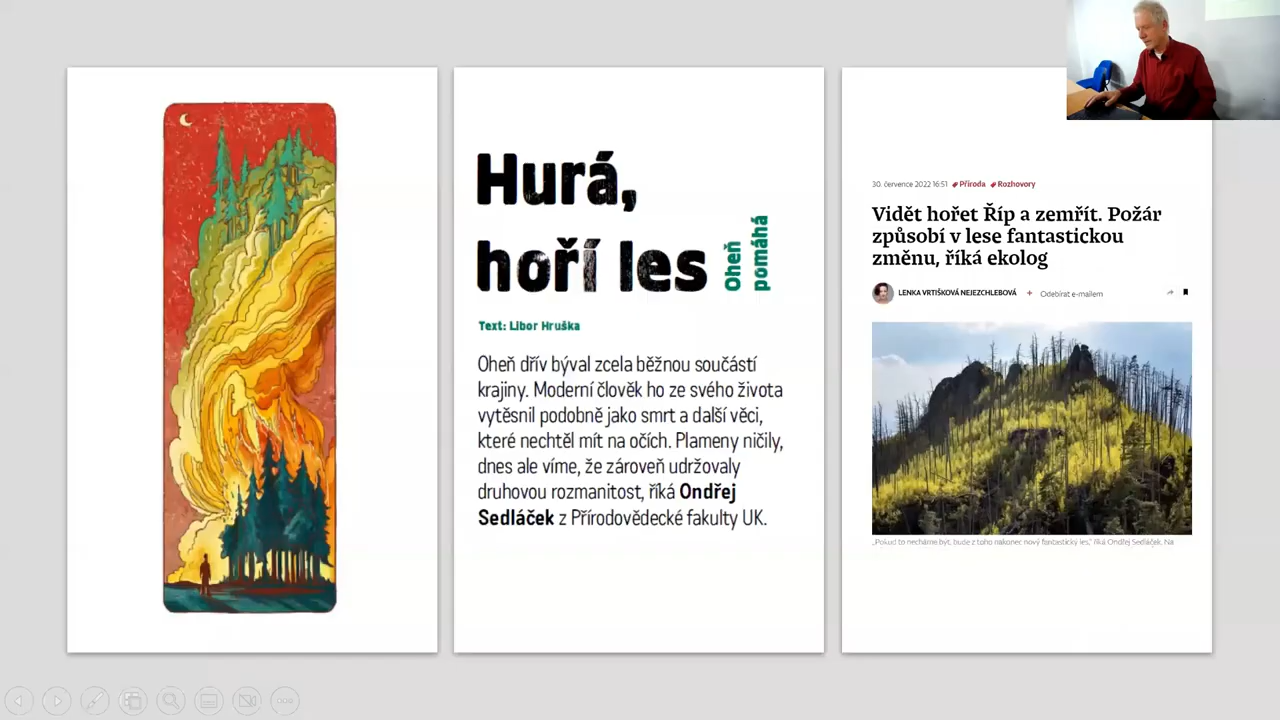 Hurá,
hoří les
Oheň
pomáhá
Text: Libor Hruška
Oheň dřív býval zcela běžnou součástí
krajiny. Moderní člověk ho ze svého života
vytěsnil podobně jako smrt a další věci,
které nechtěl mít na očích. Plameny ničily,
dnes ale víme, že zároveň udržovaly
druhovou rozmanitost, říká Ondřej
Sedláček z Přírodovědecké fakulty UK.
30. července 2022 16:51 Příroda Rozhovory
Vidět hořet Říp a zemřít. Požár
způsobí v lese fantastickou
změnu, říká ekolog
LENKA VRTIŠKOVÁ NEJEZCHLEBOVÁ + Odebírat e-mailem
„Pokud to necháme být, bude z toho nakonec nový fantastický les," říká Ondřej Sedláček. Na